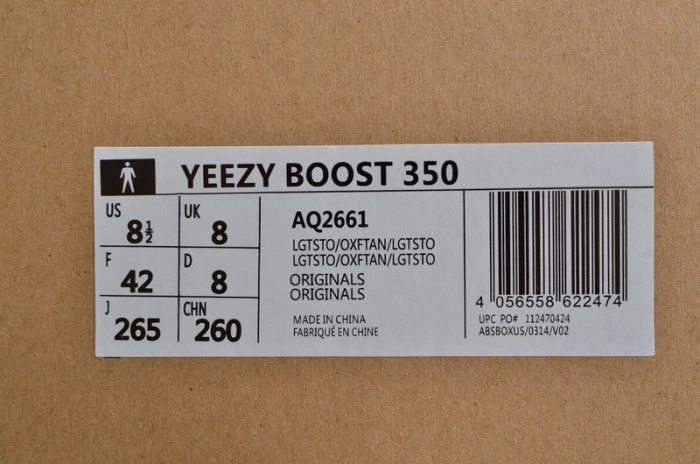 YEEZY BOOST 350
US 8½ UK 8
F 42 D 8
J 265 CHN 260
AQ2661
LGTSTO/OXFTAN/LGTSTO
LGTSTO/OXFTAN/LGTSTO
ORIGINALS
ORIGINALS
MADE IN CHINA
FABRIQUÉ EN CHINE
4 056558 622474
UPC PO# 112470424
ABSBOXUS/0314/V02